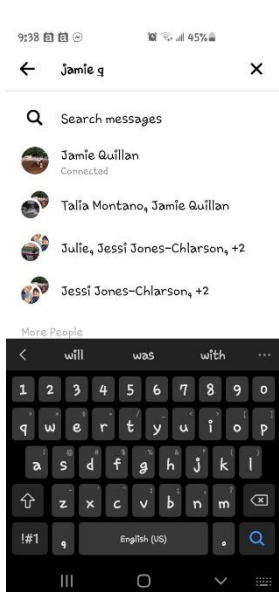 9:38 45%
jamie q
Search messages
Jamie Quillan
Connected
Talia Montano, Jamie Quillan
Julie, Jessi Jones-Chlarson, +2
Jessi Jones-Chlarson, +2
More People
will was with
1 2 3 4 5 6 7 8 9 0
q w e r t y u i o p
a s d f g h j k l
z x c v b n m
!#1 , English (US) .